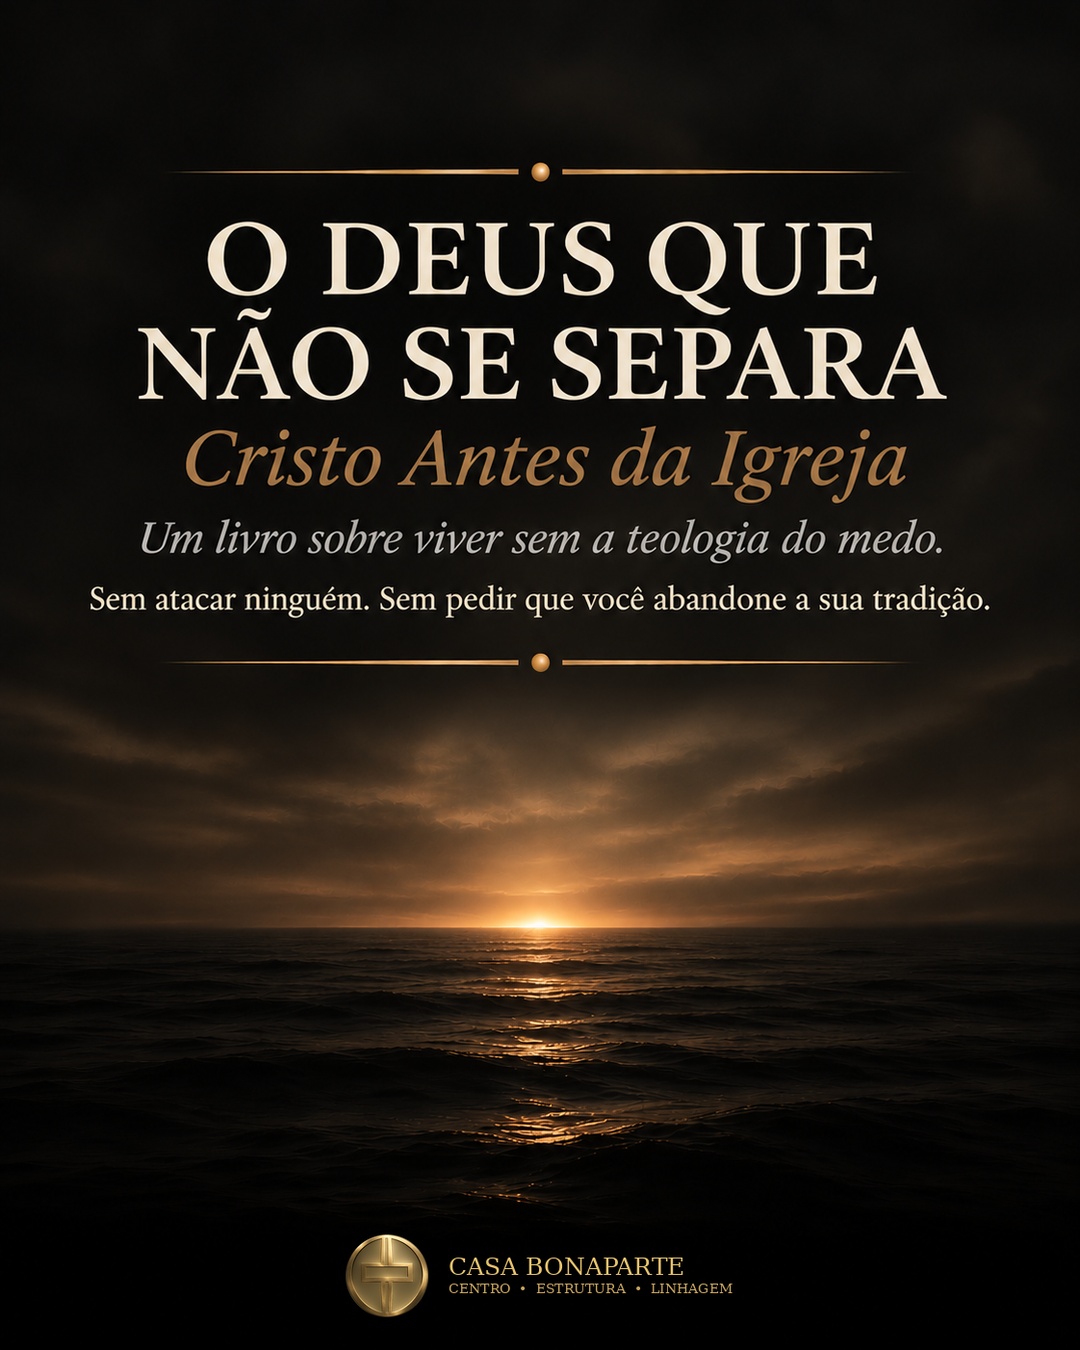 O DEUS QUE
NÃO SE SEPARA
Cristo Antes da Igreja
Um livro sobre viver sem a teologia do medo.
Sem atacar ninguém. Sem pedir que você abandone a sua tradição.
CASA BONAPARTE
CENTRO • ESTRUTURA • LINHAGEM